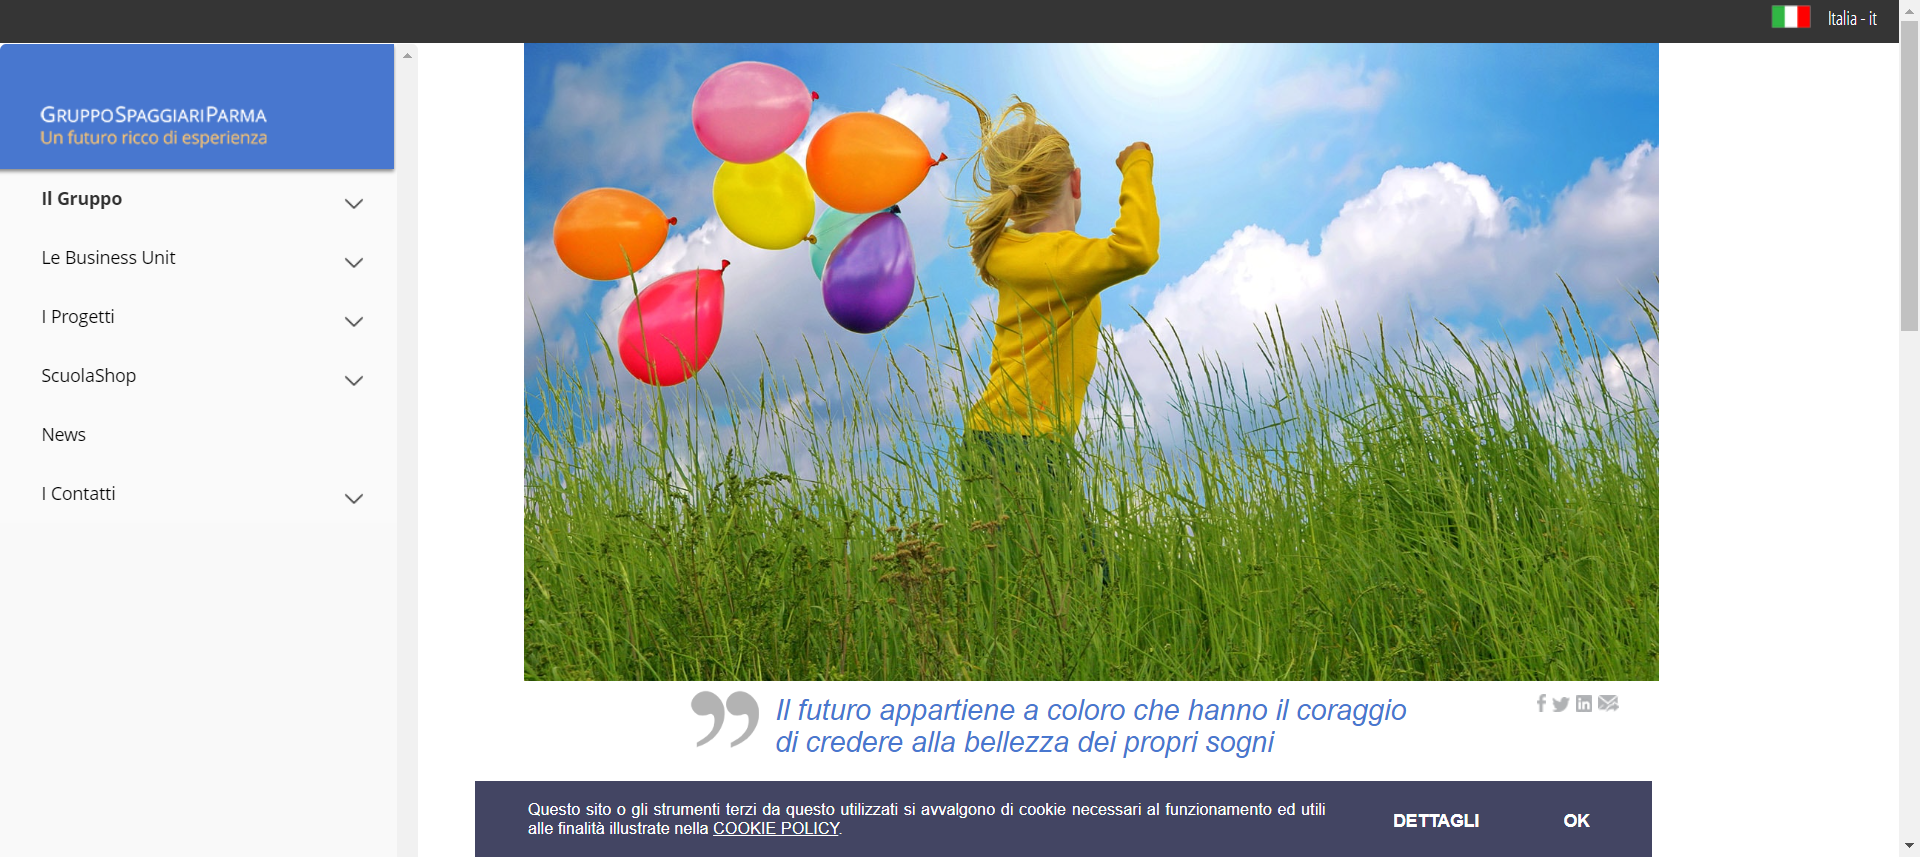 Italia - it
GRUPPOSPAGGIARIPARMA
Un futuro ricco di esperienza
Il Gruppo
Le Business Unit
I Progetti
ScuolaShop
News
I Contatti
Il futuro appartiene a coloro che hanno il coraggio
di credere alla bellezza dei propri sogni
Questo sito o gli strumenti terzi da questo utilizzati si avvalgono di cookie necessari al funzionamento ed utili
alle finalità illustrate nella COOKIE POLICY.
DETTAGLI
OK